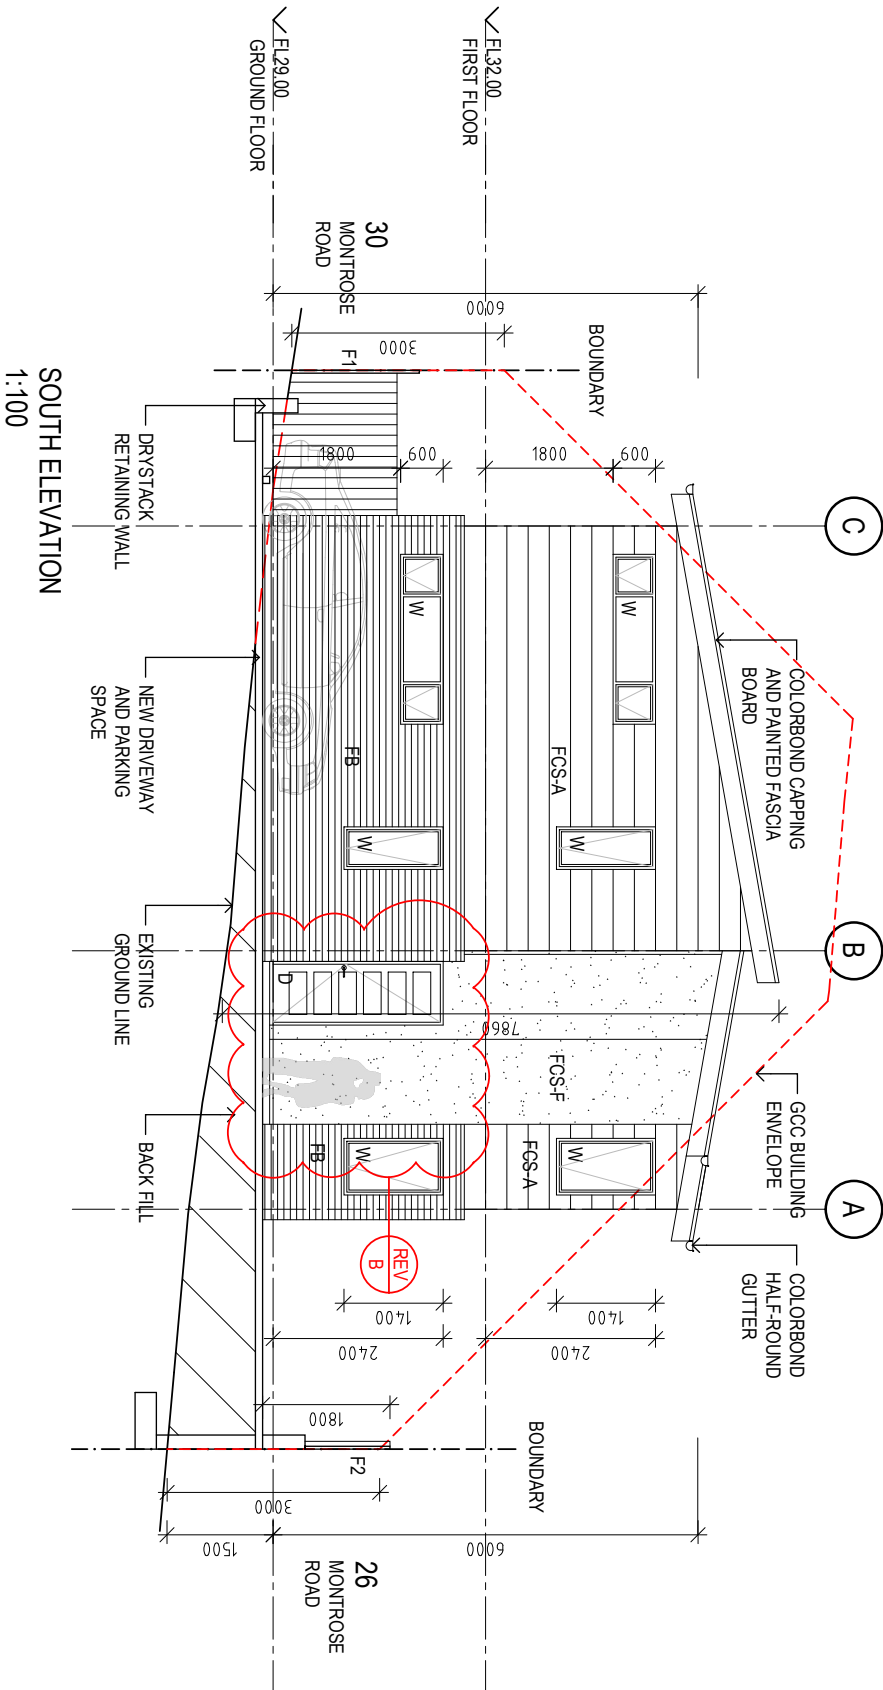 C
B
A
COLORBOND CAPPING
AND PAINTED FASCIA
BOARD
GCC BUILDING
ENVELOPE
COLORBOND
HALF-ROUND
GUTTER
FL32.00
FIRST FLOOR
FL29.00
GROUND FLOOR
30
MONTROSE
ROAD
6000
3000
F1
BOUNDARY
600
1800
600
1800
W
W
FCS-A
FB
W
W
7860
FCS-F
D
FCS-A
FB
W
W
REV
B
1400
2400
1400
2400
1800
F2
BOUNDARY
3000
1500
6000
26
MONTROSE
ROAD
DRYSTACK
RETAINING WALL
NEW DRIVEWAY
AND PARKING
SPACE
EXISTING
GROUND LINE
BACK FILL
SOUTH ELEVATION
1:100